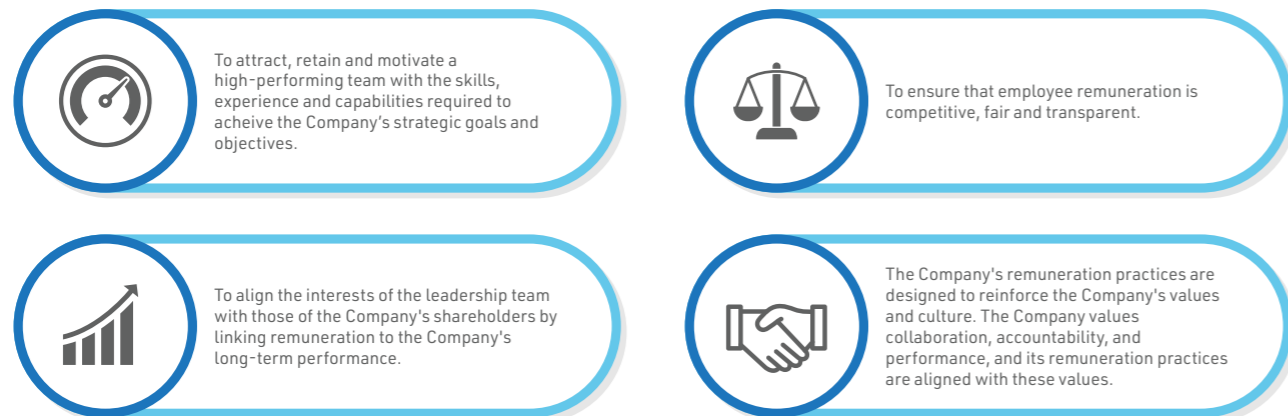 To attract, retain and motivate a
high-performing team with the skills,
experience and capabilities required to
acheive the Company’s strategic goals and
objectives.
To ensure that employee remuneration is
competitive, fair and transparent.
To align the interests of the leadership team
with those of the Company's shareholders by
linking remuneration to the Company's
long-term performance.
The Company's remuneration practices are
designed to reinforce the Company's values
and culture. The Company values
collaboration, accountability, and
performance, and its remuneration practices
are aligned with these values.